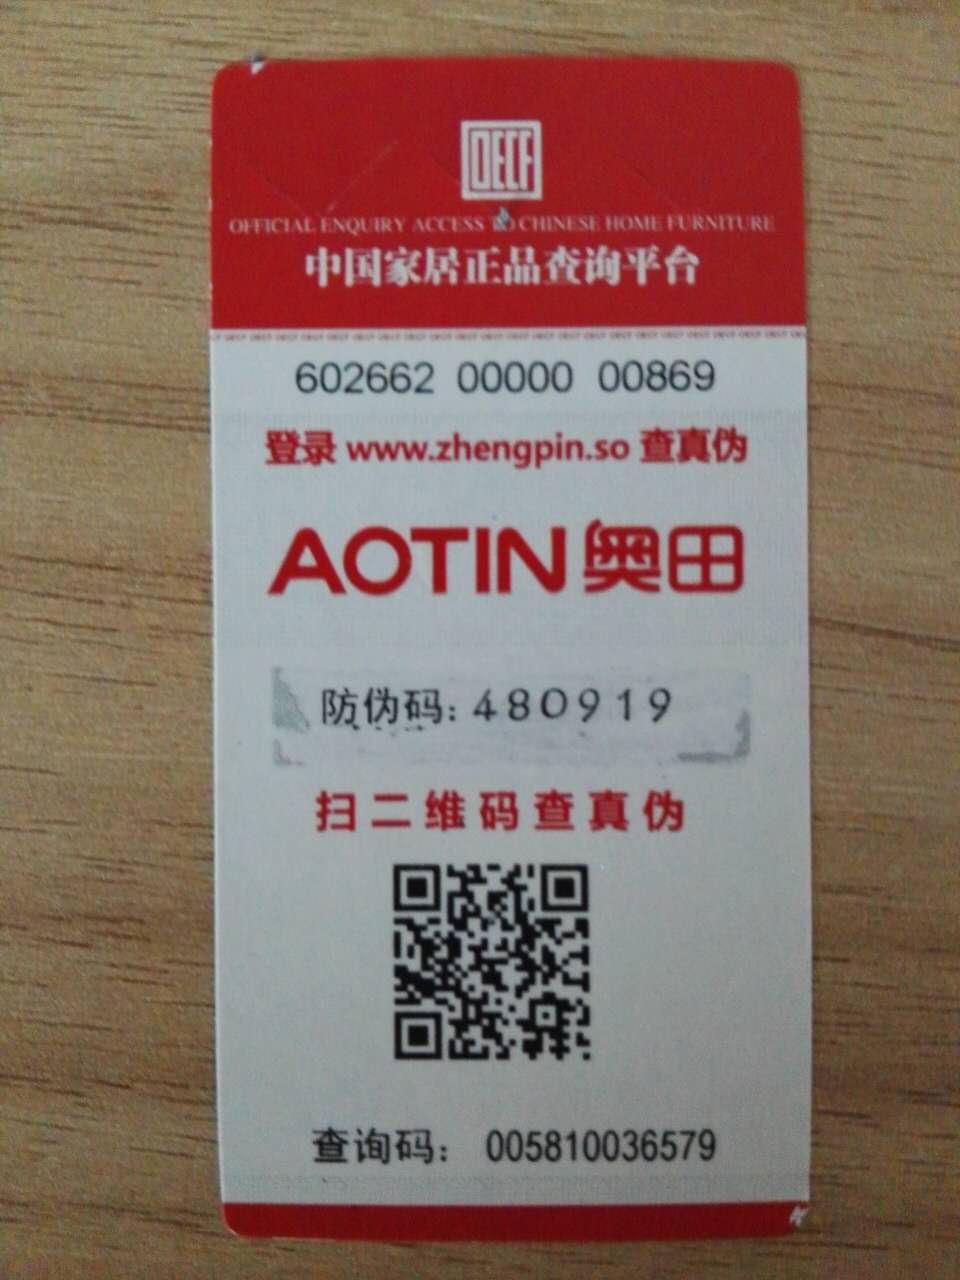 OECF
OFFICIAL ENQUIRY ACCESS TO CHINESE HOME FURNITURE
中国家居正品查询平台
602662 00000 00869
登录 www.zhengpin.so 查真伪
AOTIN 奥田
防伪码: 480919
扫二维码查真伪
查询码: 005810036579